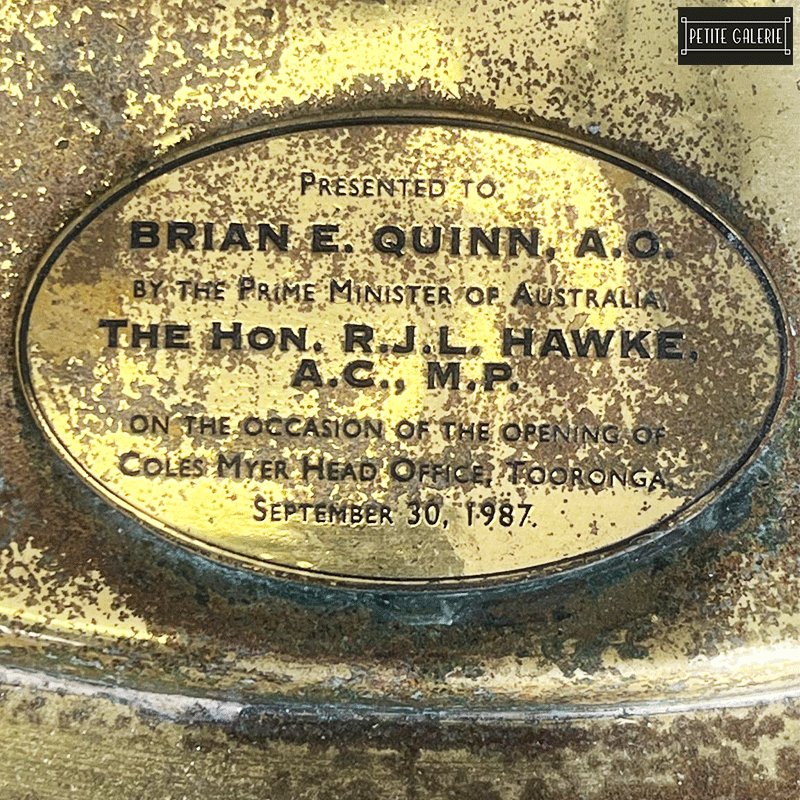 PETITE GALERIE
PRESENTED TO
BRIAN E. QUINN, A.O.
BY THE PRIME MINISTER OF AUSTRALIA,
THE HON. R.J.L. HAWKE,
A.C., M.P.
ON THE OCCASION OF THE OPENING OF
COLES MYER HEAD OFFICE, TOORONGA,
SEPTEMBER 30, 1987.